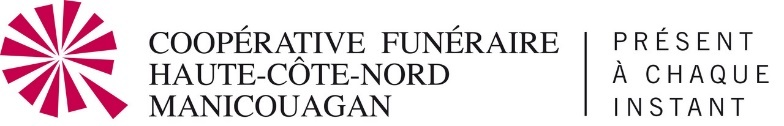 COOPÉRATIVE FUNÉRAIRE
HAUTE-CÔTE-NORD
MANICOUAGAN
PRÉSENT
À CHAQUE
INSTANT